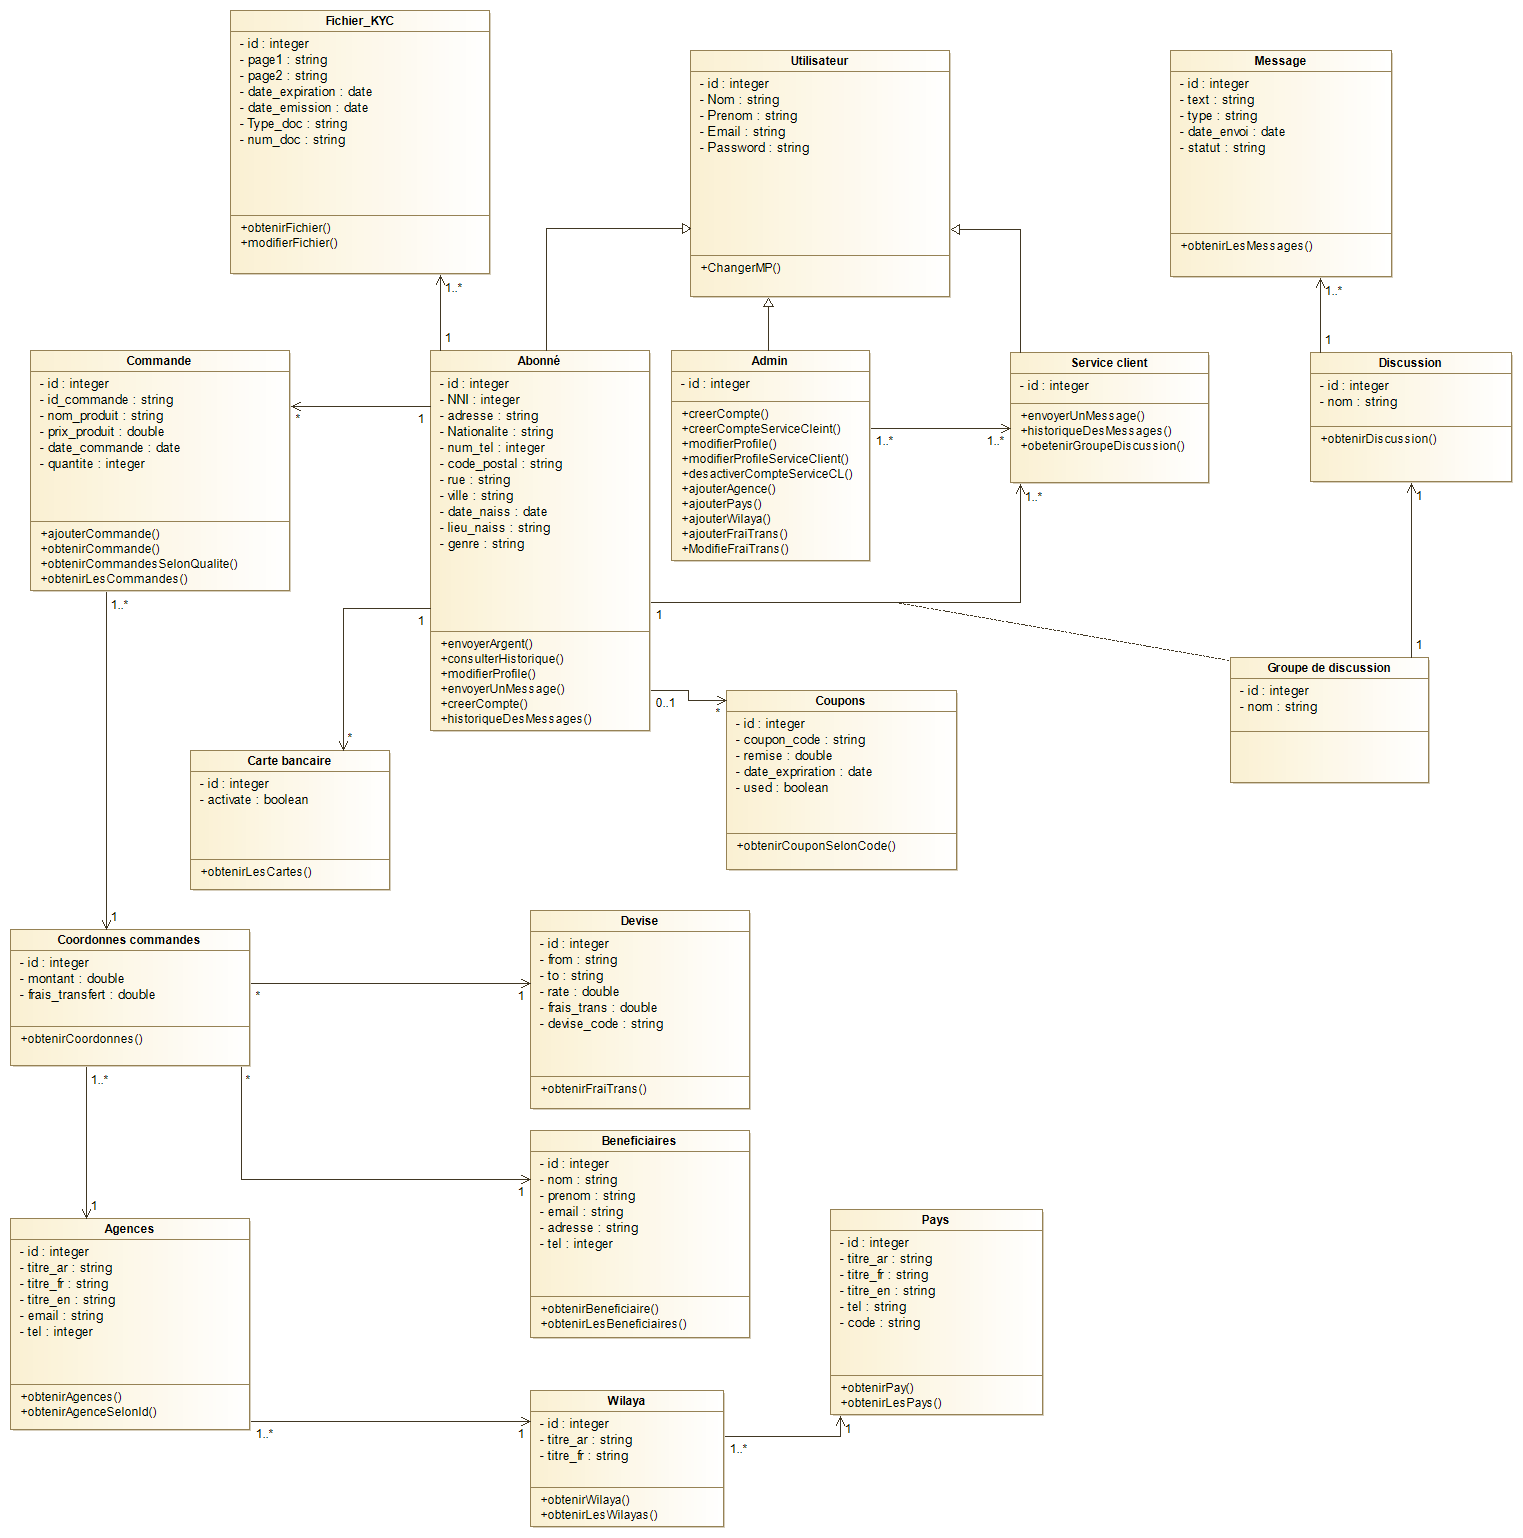 Fichier_KYC
- id : integer
- page1 : string
- page2 : string
- date_expiration : date
- date_emission : date
- Type_doc : string
- num_doc : string
+obtenirFichier()
+modifierFichier()
1..*
1
Utilisateur
- id : integer
- Nom : string
- Prenom : string
- Email : string
- Password : string
+ChangerMP()
Message
- id : integer
- text : string
- type : string
- date_envoi : date
- statut : string
+obtenirLesMessages()
1..*
1
Commande
- id : integer
- id_commande : string
- nom_produit : string
- prix_produit : double
- date_commande : date
- quantite : integer
+ajouterCommande()
+obtenirCommande()
+obtenirCommandesSelonQualite()
+obtenirLesCommandes()
*
1
1..*
1
Abonné
- id : integer
- NNI : integer
- adresse : string
- Nationalite : string
- num_tel : integer
- code_postal : string
- rue : string
- ville : string
- date_naiss : date
- lieu_naiss : string
- genre : string
+envoyerArgent()
+consulterHistorique()
+modifierProfile()
+envoyerUnMessage()
+creerCompte()
+historiqueDesMessages()
1
*
1
1..*
0..1
*
Admin
- id : integer
+creerCompte()
+creerCompteServiceCleint()
+modifierProfile()
+modifierProfileServiceClient()
+desactiverCompteServiceCL()
+ajouterAgence()
+ajouterPays()
+ajouterWilaya()
+ajouterFraiTrans()
+ModifieFraiTrans()
1..*
1..*
Service client
- id : integer
+envoyerUnMessage()
+historiqueDesMessages()
+obetenirGroupeDiscussion()
Discussion
- id : integer
- nom : string
+obtenirDiscussion()
1
1
Groupe de discussion
- id : integer
- nom : string
Carte bancaire
- id : integer
- activate : boolean
+obtenirLesCartes()
Coupons
- id : integer
- coupon_code : string
- remise : double
- date_expriration : date
- used : boolean
+obtenirCouponSelonCode()
Coordonnes commandes
- id : integer
- montant : double
- frais_transfert : double
+obtenirCoordonnes()
*
1
1..*
1
*
1
Devise
- id : integer
- from : string
- to : string
- rate : double
- frais_trans : double
- devise_code : string
+obtenirFraiTrans()
Beneficiaires
- id : integer
- nom : string
- prenom : string
- email : string
- adresse : string
- tel : integer
+obtenirBeneficiaire()
+obtenirLesBeneficiaires()
Agences
- id : integer
- titre_ar : string
- titre_fr : string
- titre_en : string
- email : string
- tel : integer
+obtenirAgences()
+obtenirAgenceSelonId()
1..*
1
Wilaya
- id : integer
- titre_ar : string
- titre_fr : string
+obtenirWilaya()
+obtenirLesWilayas()
1..*
1
Pays
- id : integer
- titre_ar : string
- titre_fr : string
- titre_en : string
- tel : string
- code : string
+obtenirPay()
+obtenirLesPays()